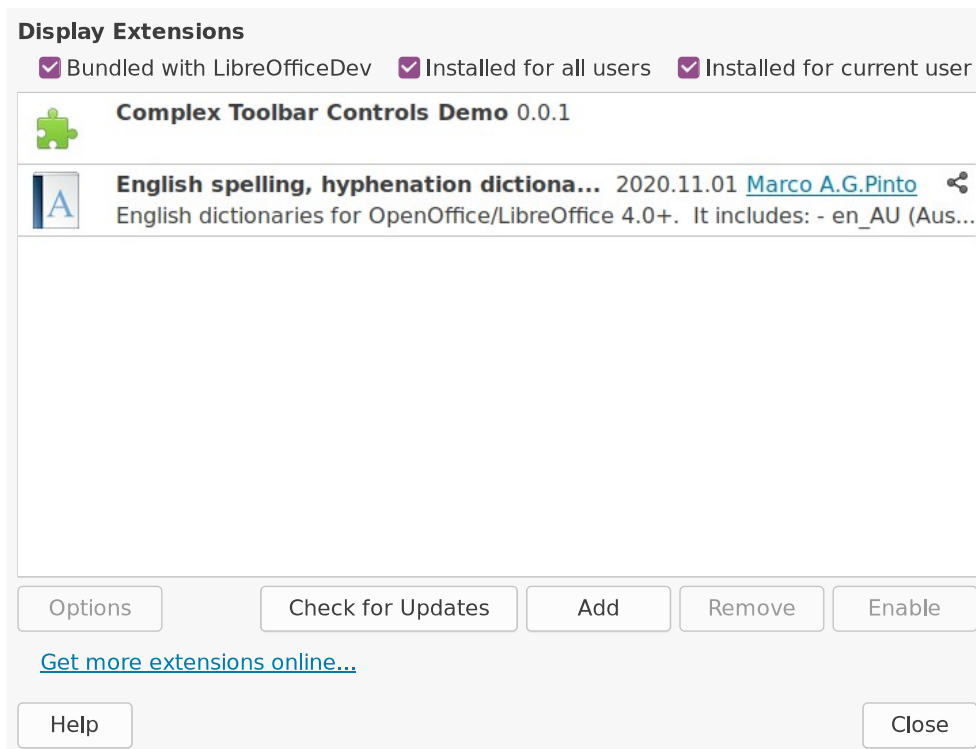 Display Extensions
Bundled with LibreOfficeDev Installed for all users Installed for current user
Complex Toolbar Controls Demo 0.0.1
English spelling, hyphenation dictiona... 2020.11.01 Marco A.G.Pinto
English dictionaries for OpenOffice/LibreOffice 4.0+. It includes: - en_AU (Aus...
A
Options Check for Updates Add Remove Enable
Get more extensions online...
Help Close